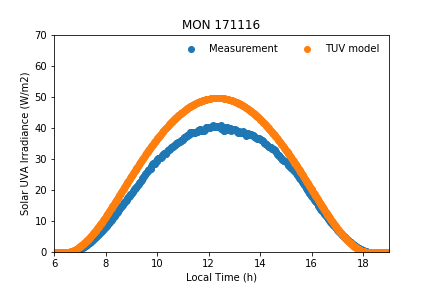 MON 171116
Measurement TUV model
Solar UVA Irradiance (W/m2)
70
60
50
40
30
20
10
0
6 8 10 12 14 16 18
Local Time (h)